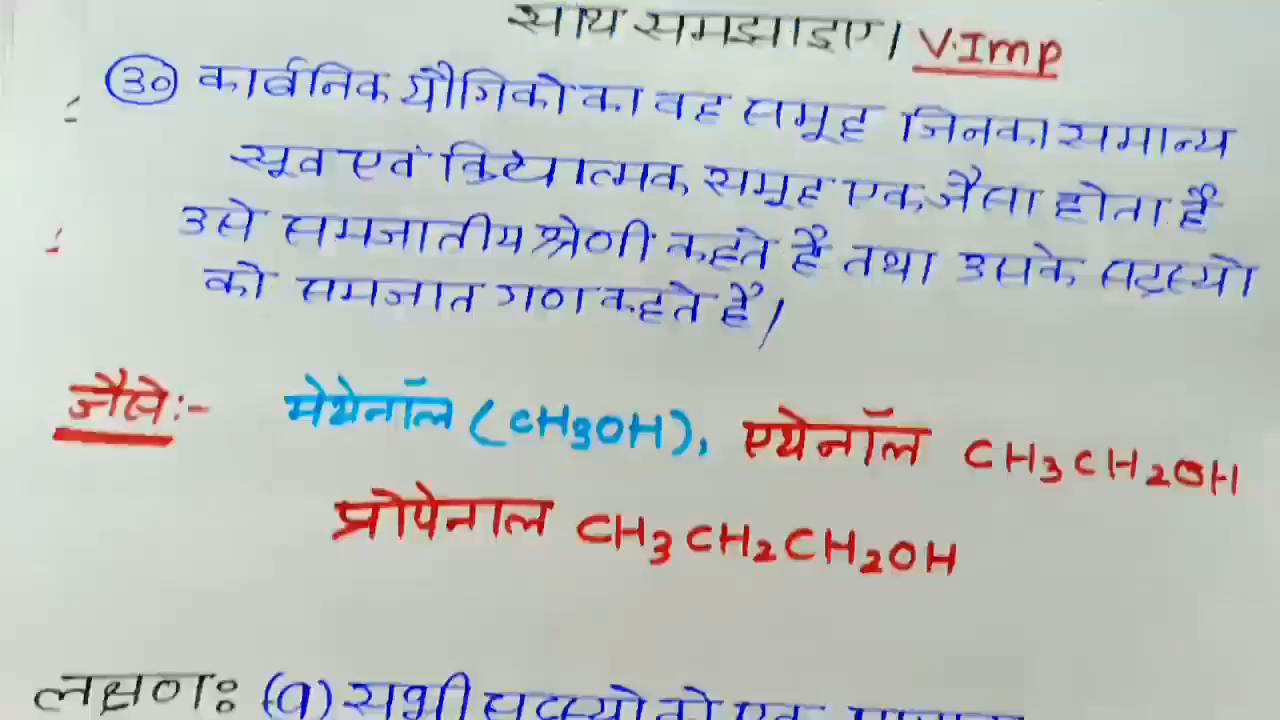 साथ समझाइए। V.Imp
(30) कार्बनिक यौगिको का वह समूह जिनका समान्य
सूत्र एवं क्रियात्मक समूह एक जैसा होता है
उसे समजातीय श्रेणी कहते है तथा उसके सदस्यो
को समजात गण कहते है।
जैसे:- मेथेनॉल (CH3OH), एथेनॉल CH3CH2OH
प्रोपेनाल CH3CH2CH2OH
लक्षण: (a) सभी सदस्यो को एक